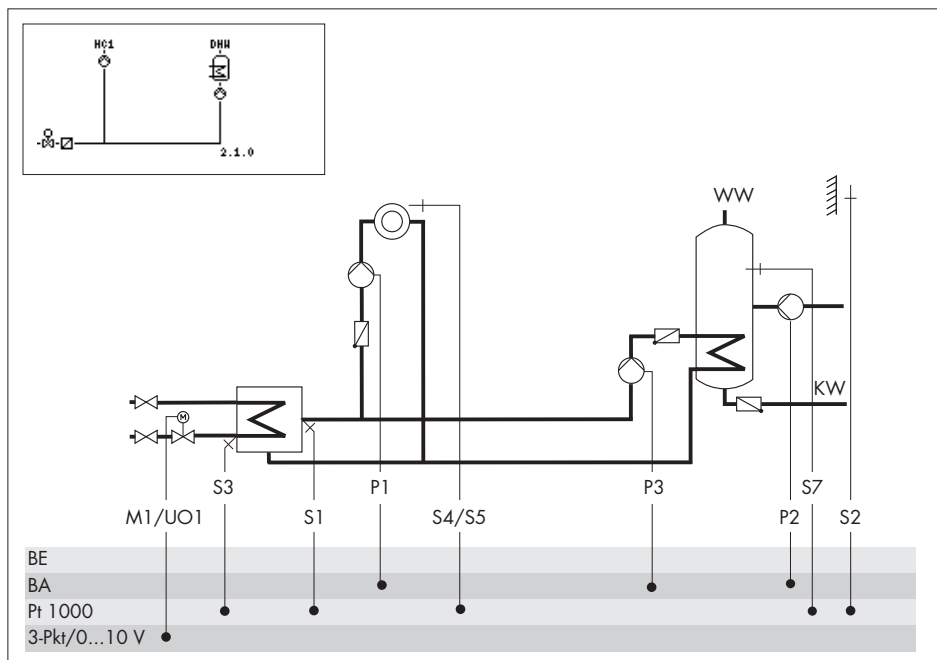 HC1 DHW
2.1.0
WW
KW
M
S3 P1 P3 S7
M1/UO1 S1 S4/S5 P2 S2
BE
BA
Pt 1000
3-Pkt/0...10 V